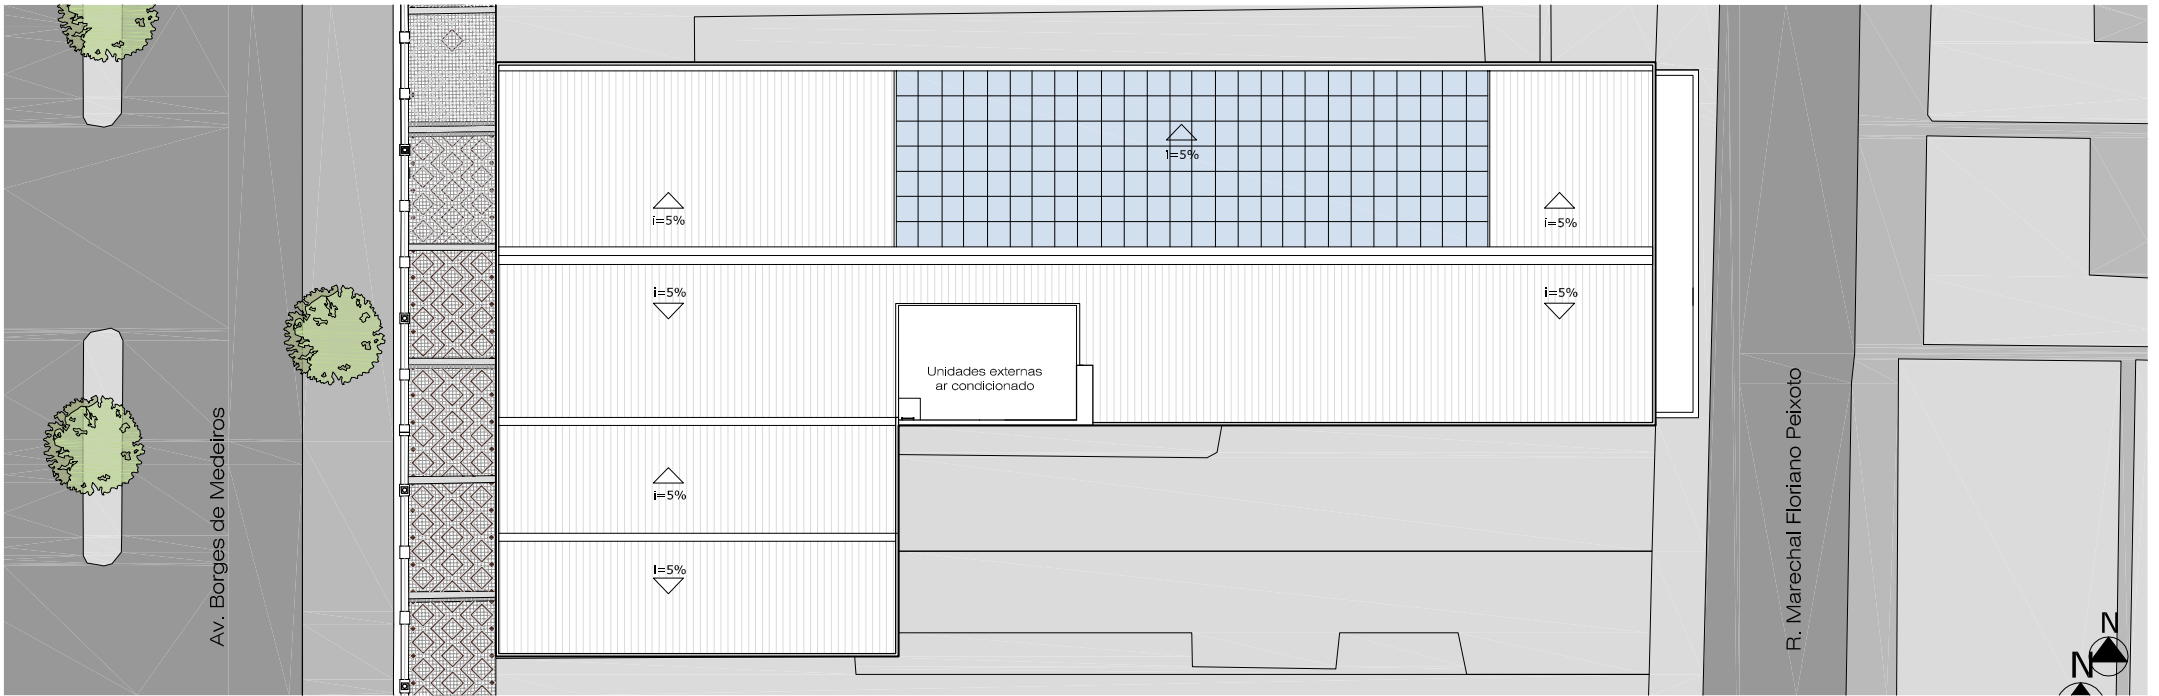 i=5%
i=5%
i=5%
i=5%
i=5%
Unidades externas
ar condicionado
i=5%
i=5%
Av. Borges de Medeiros
R. Marechal Floriano Peixoto
N
N